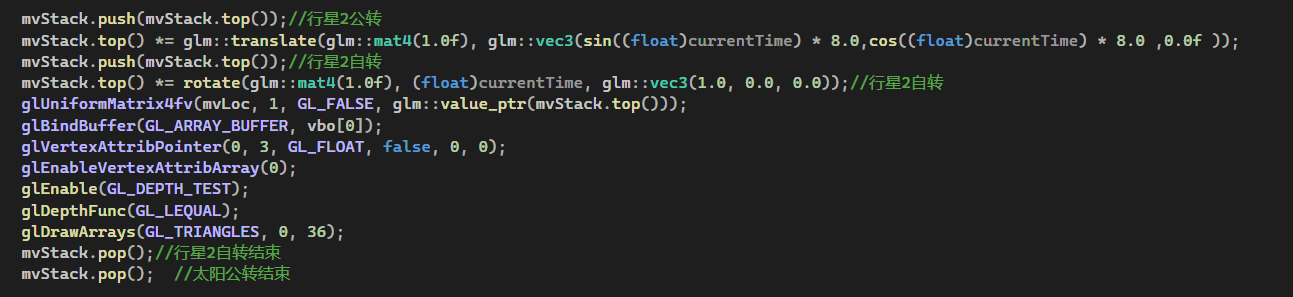 mvStack.push(mvStack.top());//行星2公转
mvStack.top() *= glm::translate(glm::mat4(1.0f), glm::vec3(sin((float)currentTime) * 8.0,cos((float)currentTime) * 8.0 ,0.0f ));
mvStack.push(mvStack.top());//行星2自转
mvStack.top() *= rotate(glm::mat4(1.0f), (float)currentTime, glm::vec3(1.0, 0.0, 0.0));//行星2自转
glUniformMatrix4fv(mvLoc, 1, GL_FALSE, glm::value_ptr(mvStack.top()));
glBindBuffer(GL_ARRAY_BUFFER, vbo[0]);
glVertexAttribPointer(0, 3, GL_FLOAT, false, 0, 0);
glEnableVertexAttribArray(0);
glEnable(GL_DEPTH_TEST);
glDepthFunc(GL_LEQUAL);
glDrawArrays(GL_TRIANGLES, 0, 36);
mvStack.pop();//行星2自转结束
mvStack.pop();  //太阳公转结束